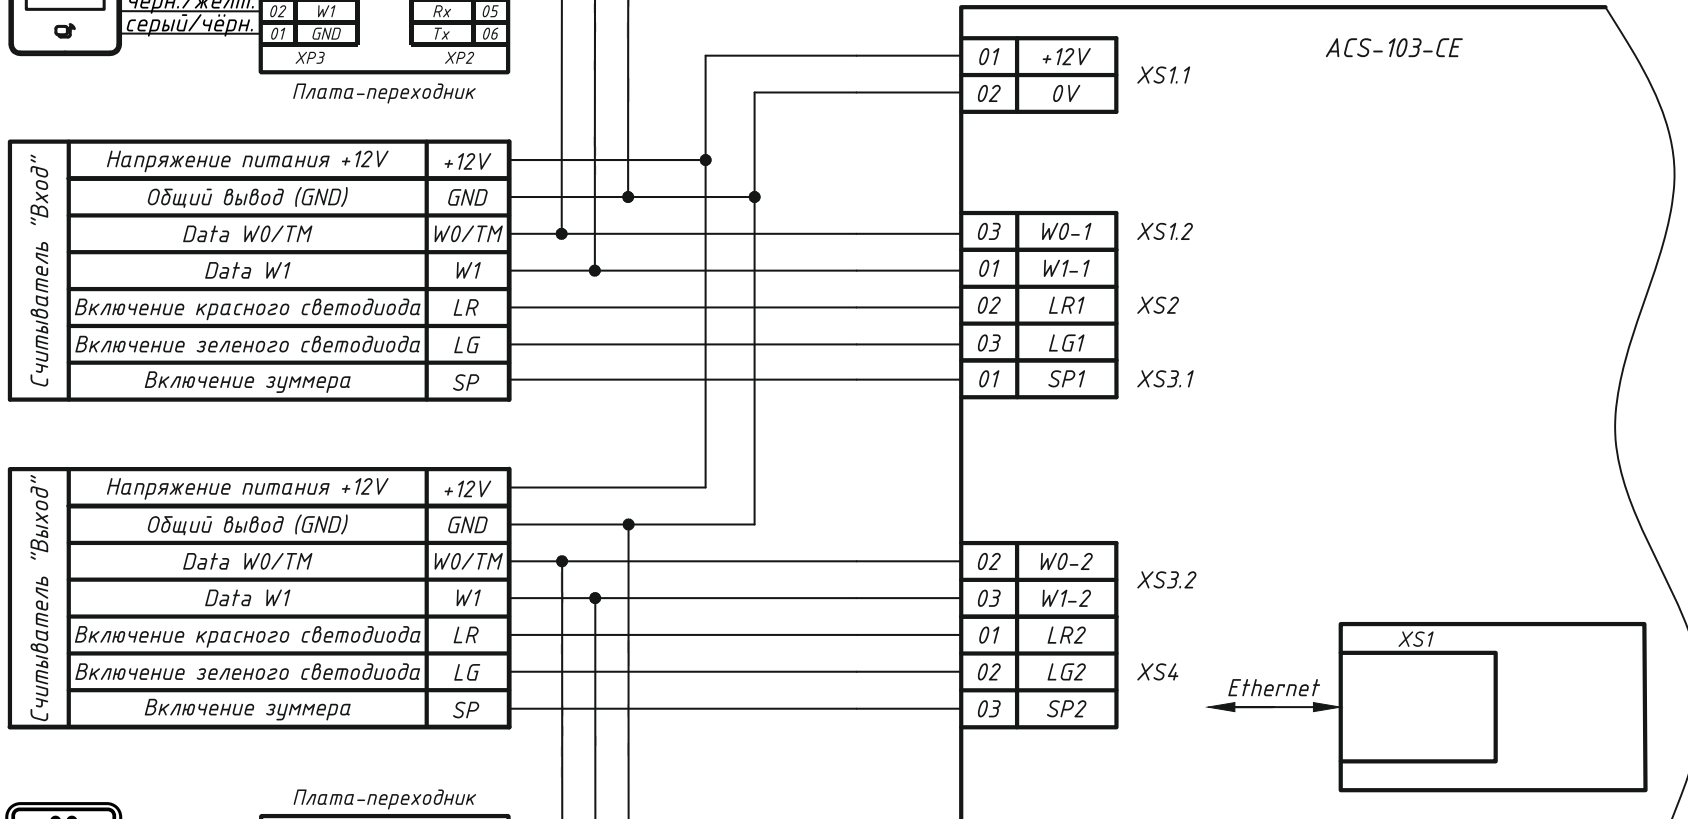 чёрн./желт.
серый/чёрн.
02 W1
01 GND
XP3
Rx 05
Tx 06
XP2
Плата-переходник
Считыватель "Вход"
Напряжение питания +12V +12V
Общий вывод (GND) GND
Data W0/TM W0/TM
Data W1 W1
Включение красного светодиода LR
Включение зеленого светодиода LG
Включение зуммера SP
Считыватель "Выход"
Напряжение питания +12V +12V
Общий вывод (GND) GND
Data W0/TM W0/TM
Data W1 W1
Включение красного светодиода LR
Включение зеленого светодиода LG
Включение зуммера SP
Плата-переходник
ACS-103-CE
01 +12V
02 0V
XS1.1
03 W0-1
01 W1-1
XS1.2
02 LR1
03 LG1
XS2
01 SP1
XS3.1
02 W0-2
03 W1-2
XS3.2
01 LR2
02 LG2
03 SP2
XS4
Ethernet
XS1